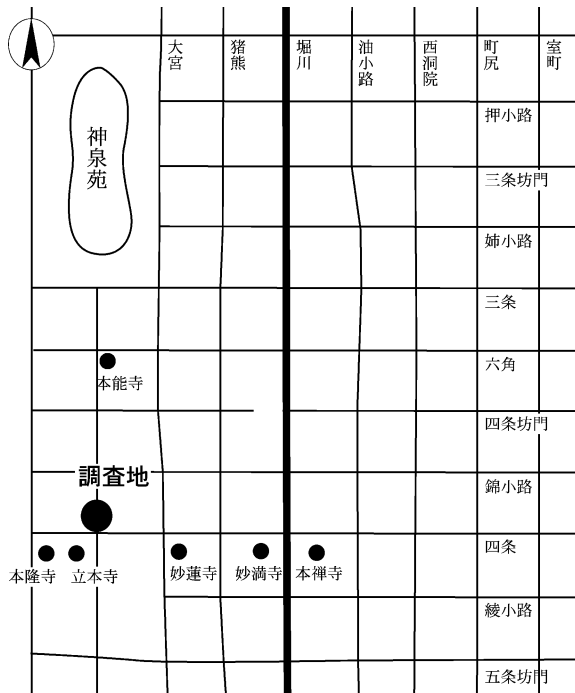 大宮
猪熊
堀川
油小路
西洞院
町尻
室町
押小路
神泉苑
三条坊門
姉小路
三条
六角
本能寺
四条坊門
調査地
錦小路
四条
本隆寺
立本寺
妙蓮寺
妙満寺
本禅寺
綾小路
五条坊門